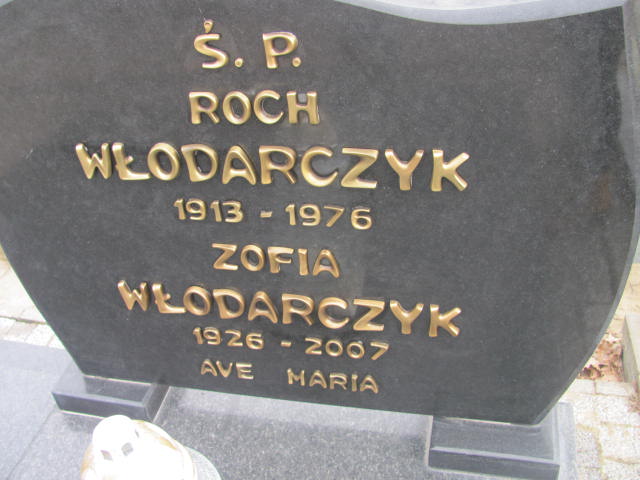 Ś. P.
ROCH
WŁODARCZYK
1913 - 1976
ZOFIA
WŁODARCZYK
1926 - 2007
AVE MARIA